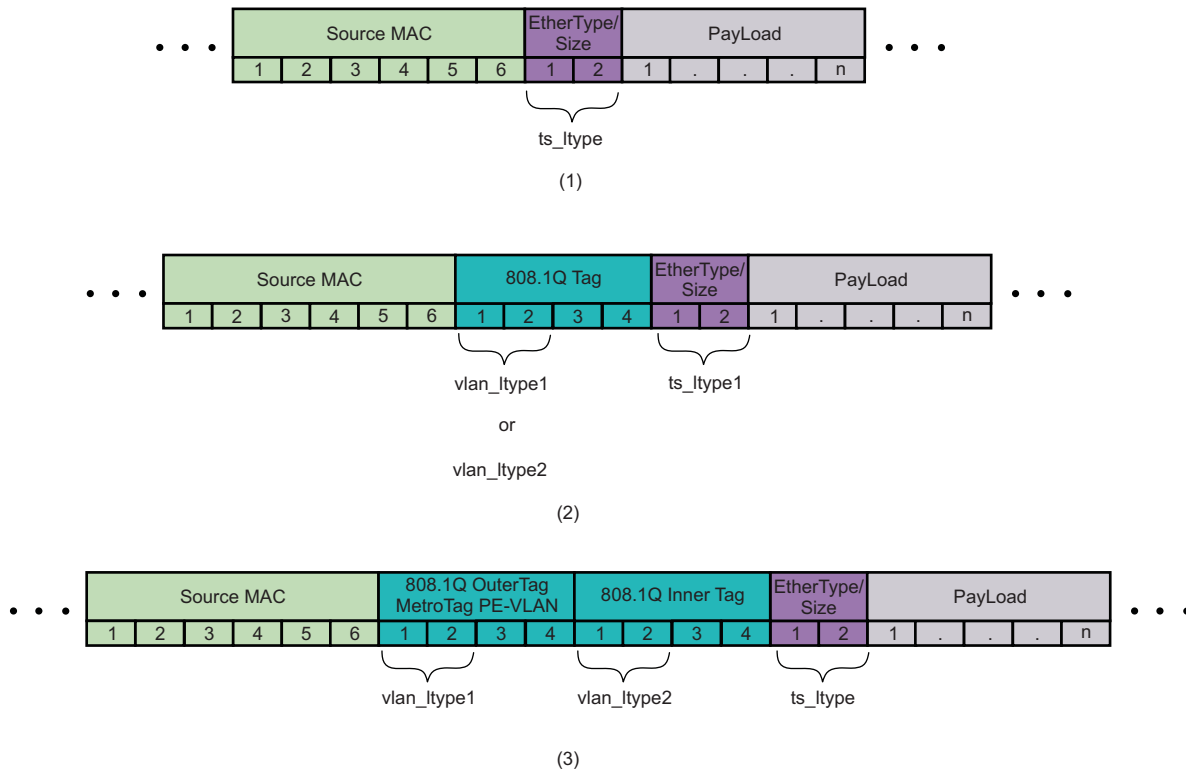 Source MAC EtherType/ Size PayLoad
1 2 3 4 5 6 1 2 1 . . . n
ts_ltype
(1)
Source MAC 808.1Q Tag EtherType/ Size PayLoad
1 2 3 4 5 6 1 2 3 4 1 2 1 . . . n
vlan_ltype1 ts_ltype1
or
vlan_ltype2
(2)
Source MAC 808.1Q OuterTag MetroTag PE-VLAN 808.1Q Inner Tag EtherType/ Size PayLoad
1 2 3 4 5 6 1 2 3 4 1 2 3 4 1 2 1 . . . n
vlan_ltype1 vlan_ltype2 ts_ltype
(3)